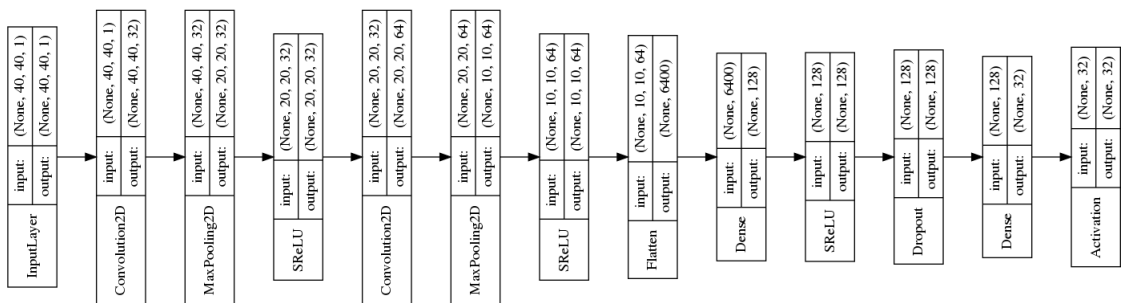 InputLayer
input: (None, 40, 40, 1)
output: (None, 40, 40, 1)
Convolution2D
input: (None, 40, 40, 1)
output: (None, 40, 40, 32)
MaxPooling2D
input: (None, 40, 40, 32)
output: (None, 20, 20, 32)
SReLU
input: (None, 20, 20, 32)
output: (None, 20, 20, 32)
Convolution2D
input: (None, 20, 20, 32)
output: (None, 20, 20, 64)
MaxPooling2D
input: (None, 20, 20, 64)
output: (None, 10, 10, 64)
SReLU
input: (None, 10, 10, 64)
output: (None, 10, 10, 64)
Flatten
input: (None, 10, 10, 64)
output: (None, 6400)
Dense
input: (None, 6400)
output: (None, 128)
SReLU
input: (None, 128)
output: (None, 128)
Dropout
input: (None, 128)
output: (None, 128)
Dense
input: (None, 128)
output: (None, 32)
Activation
input: (None, 32)
output: (None, 32)